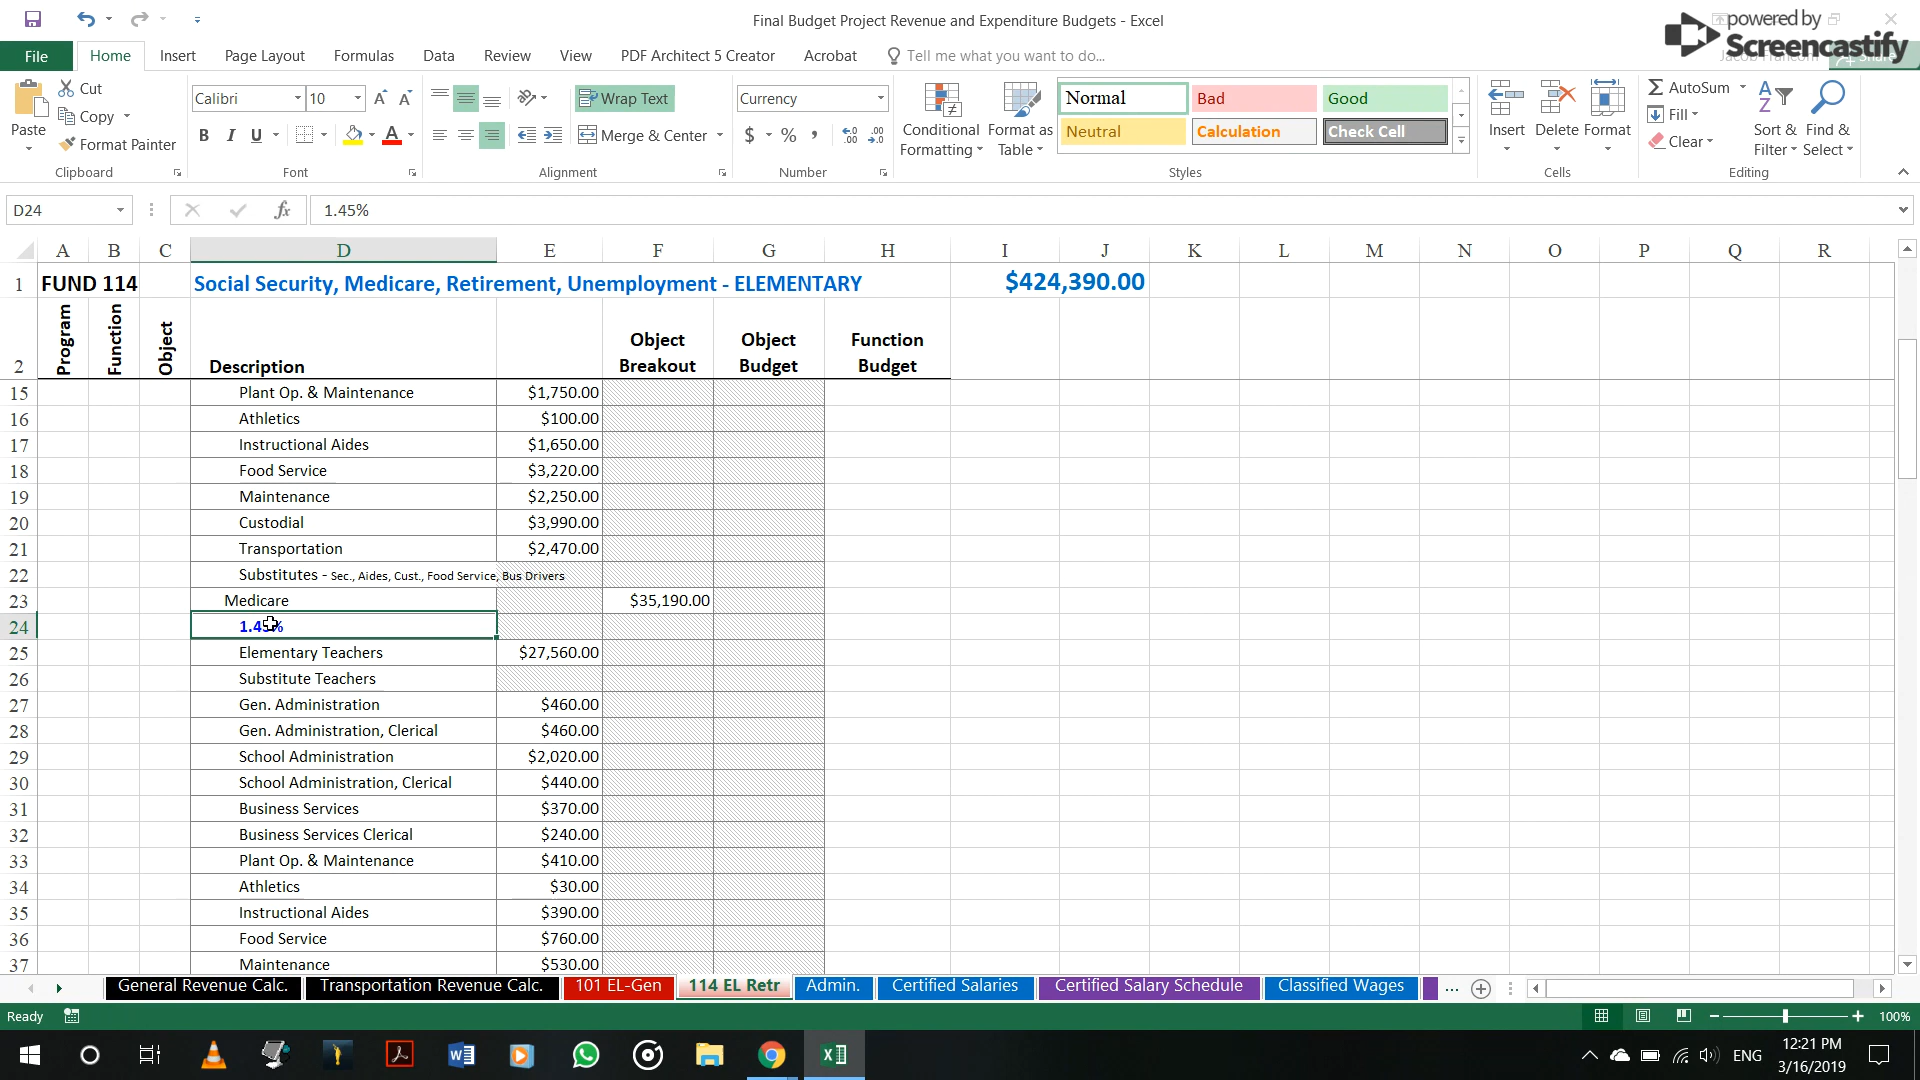 Final Budget Project Revenue and Expenditure Budgets - Excel
powered by
Screencastify
File Home Insert Page Layout Formulas Data Review View PDF Architect 5 Creator Acrobat Tell me what you want to do...
Paste
Cut
Copy
Format Painter
Clipboard
Calibri 10
B I U
Font
Wrap Text
Merge & Center
Alignment
Currency
$ % ,
Number
Conditional Formatting
Format as Table
Normal Bad Good
Neutral Calculation Check Cell
Styles
Insert Delete Format
Cells
AutoSum
Fill
Clear
Sort & Filter
Find & Select
Editing
D24 fx 1.45%
A B C D E F G H I J K L M N O P Q R
1 FUND 114 Social Security, Medicare, Retirement, Unemployment - ELEMENTARY $424,390.00
2 Program Function Object Description Object Breakout Object Budget Function Budget
15 Plant Op. & Maintenance $1,750.00
16 Athletics $100.00
17 Instructional Aides $1,650.00
18 Food Service $3,220.00
19 Maintenance $2,250.00
20 Custodial $3,990.00
21 Transportation $2,470.00
22 Substitutes - Sec., Aides, Cust., Food Service, Bus Drivers
23 Medicare $35,190.00
24 1.45%
25 Elementary Teachers $27,560.00
26 Substitute Teachers
27 Gen. Administration $460.00
28 Gen. Administration, Clerical $460.00
29 School Administration $2,020.00
30 School Administration, Clerical $440.00
31 Business Services $370.00
32 Business Services Clerical $240.00
33 Plant Op. & Maintenance $410.00
34 Athletics $30.00
35 Instructional Aides $390.00
36 Food Service $760.00
37 Maintenance $530.00
General Revenue Calc. Transportation Revenue Calc. 101 EL-Gen 114 EL Retr Admin. Certified Salaries Certified Salary Schedule Classified Wages ...
Ready 100%
ENG 12:21 PM
3/16/2019